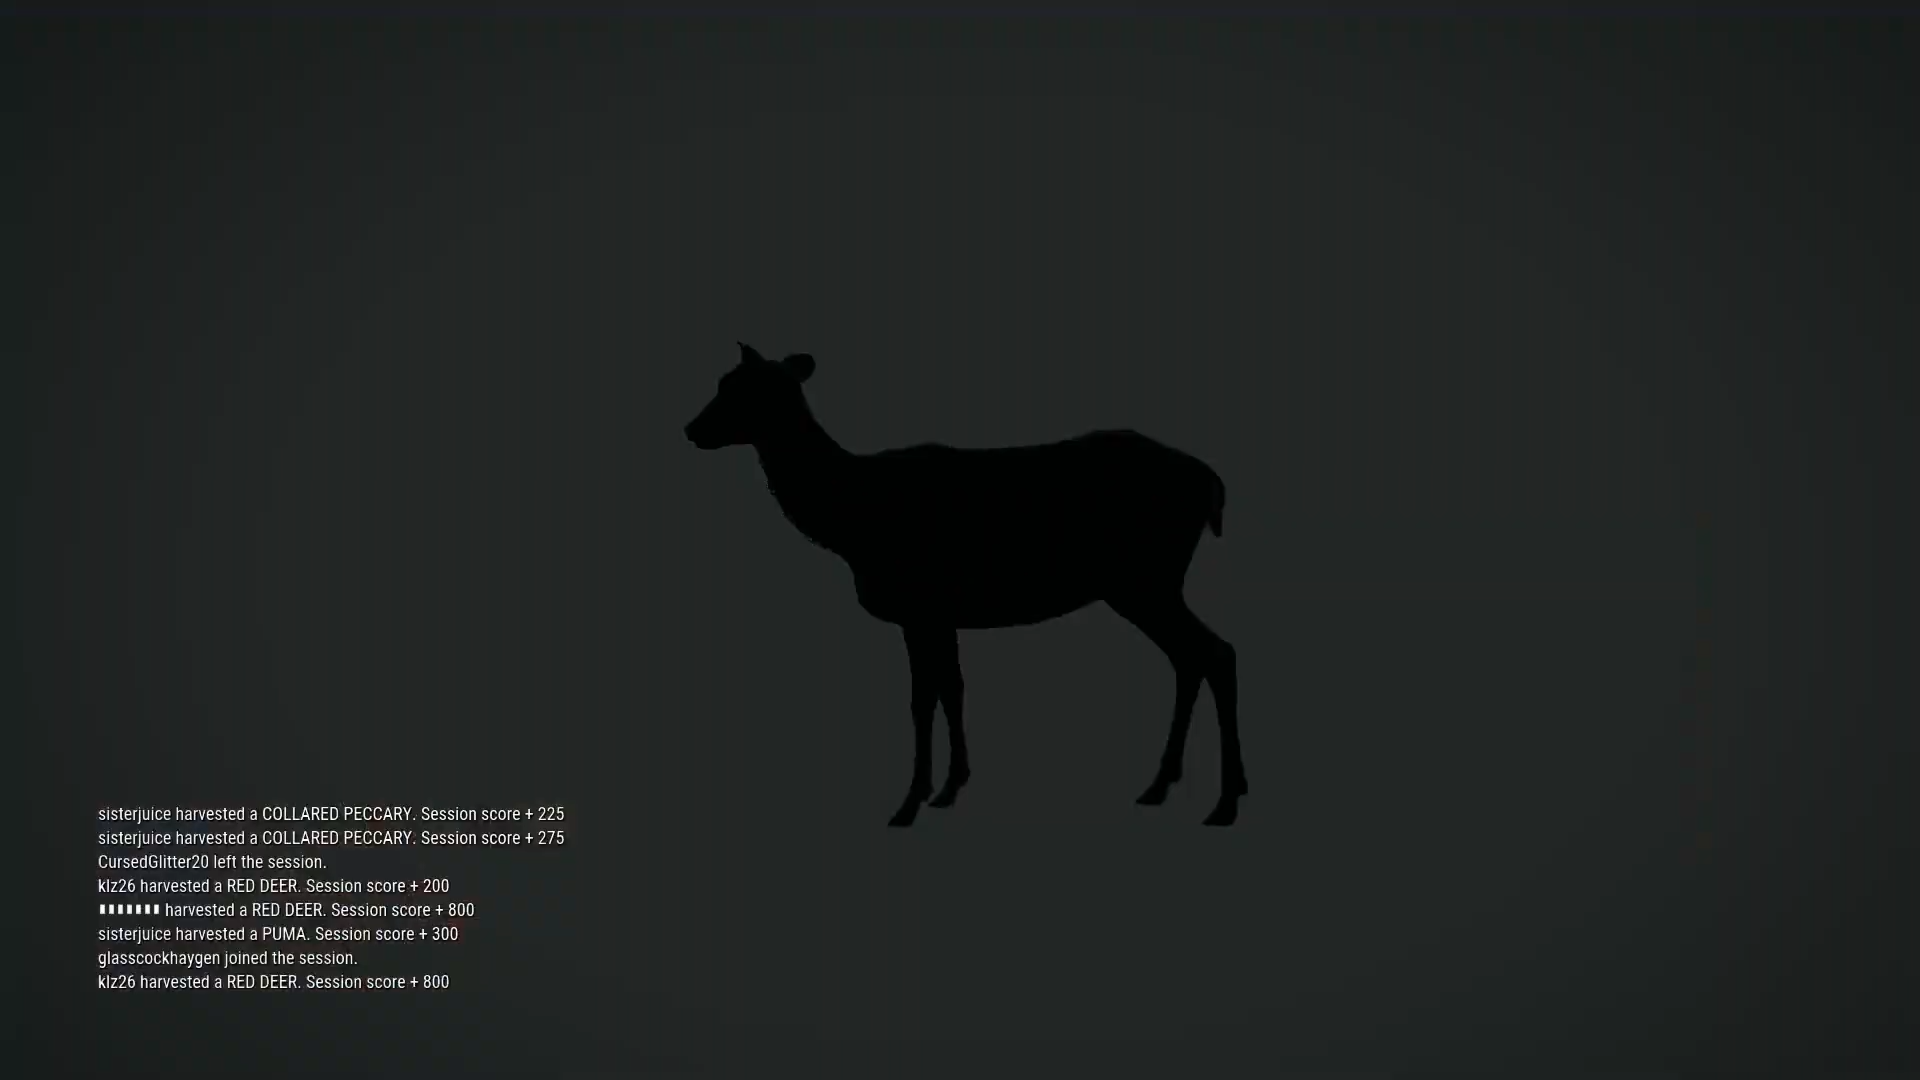 sisterjuice harvested a COLLARED PECCARY. Session score + 225
sisterjuice harvested a COLLARED PECCARY. Session score + 275
CursedGlitter20 left the session.
klz26 harvested a RED DEER. Session score + 200
▮▮▮▮▮▮▮ harvested a RED DEER. Session score + 800
sisterjuice harvested a PUMA. Session score + 300
glasscockhaygen joined the session.
klz26 harvested a RED DEER. Session score + 800